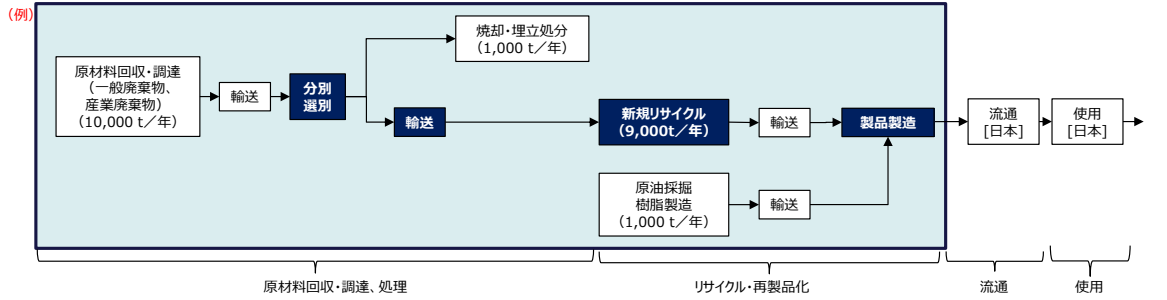 (例)
原材料回収・調達
(一般廃棄物、
産業廃棄物)
(10,000 t/年)
輸送
分別
選別
焼却・埋立処分
(1,000 t/年)
輸送
新規リサイクル
(9,000t/年)
輸送
製品製造
原油採掘
樹脂製造
(1,000 t/年)
輸送
流通
[日本]
使用
[日本]
原材料回収・調達、処理
リサイクル・再製品化
流通
使用